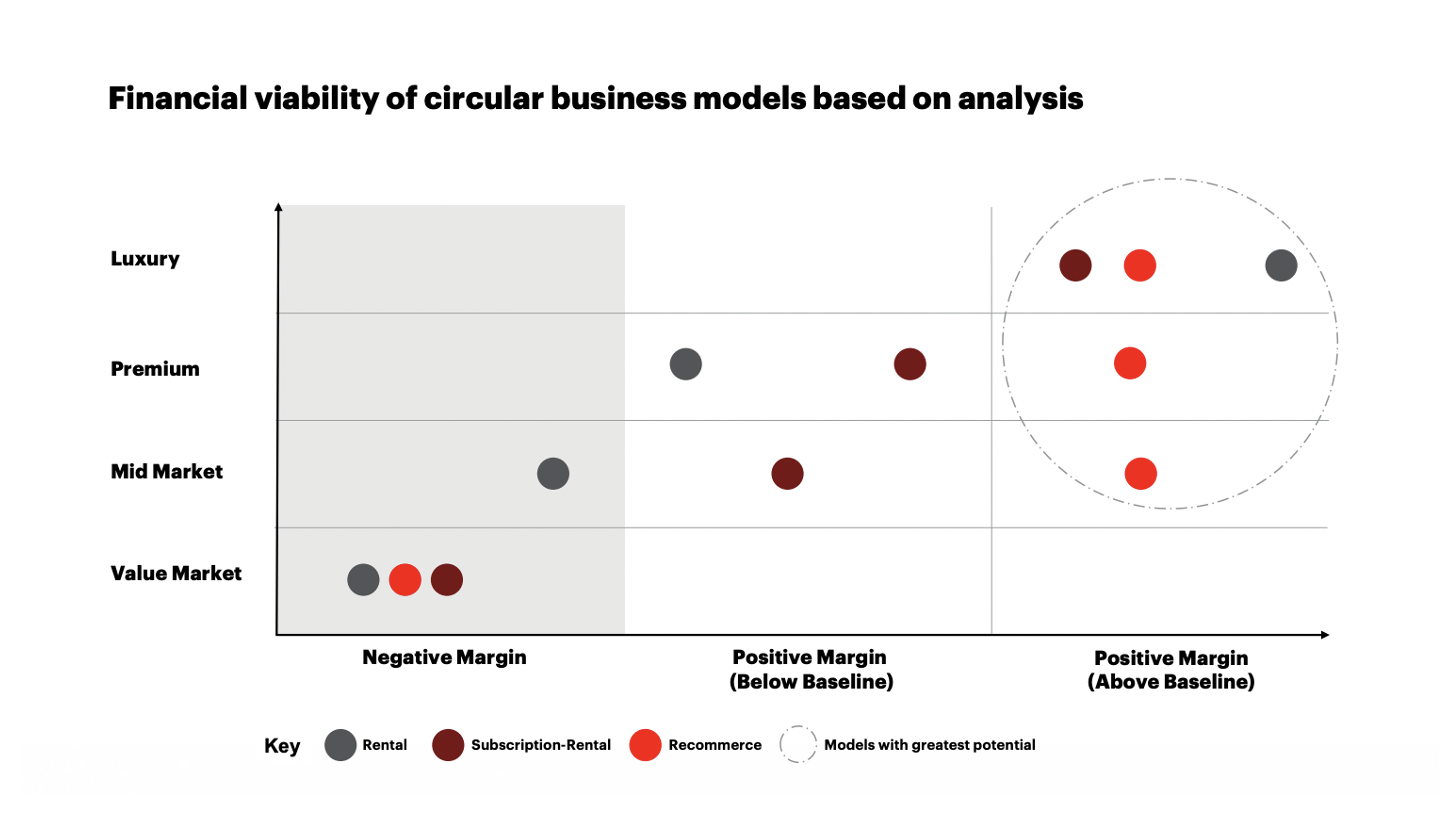 Financial viability of circular business models based on analysis
Luxury
Premium
Mid Market
Value Market
Negative Margin
Positive Margin
(Below Baseline)
Positive Margin
(Above Baseline)
Key
Rental
Subscription-Rental
Recommerce
Models with greatest potential